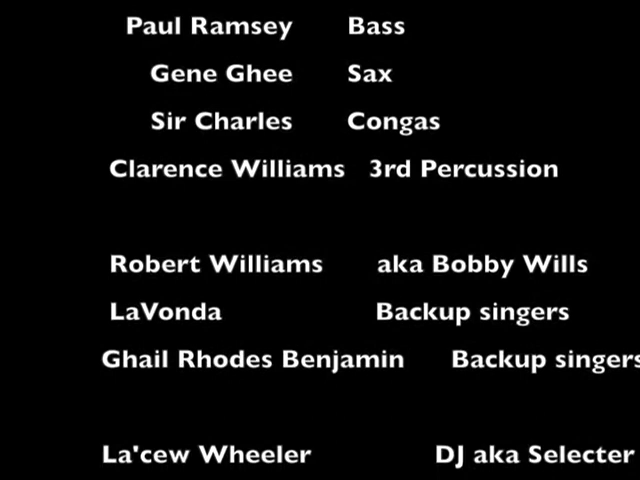 Paul Ramsey Bass
Gene Ghee Sax
Sir Charles Congas
Clarence Williams 3rd Percussion
Robert Williams aka Bobby Wills
LaVonda Backup singers
Ghail Rhodes Benjamin Backup singers
La'cew Wheeler DJ aka Selecter